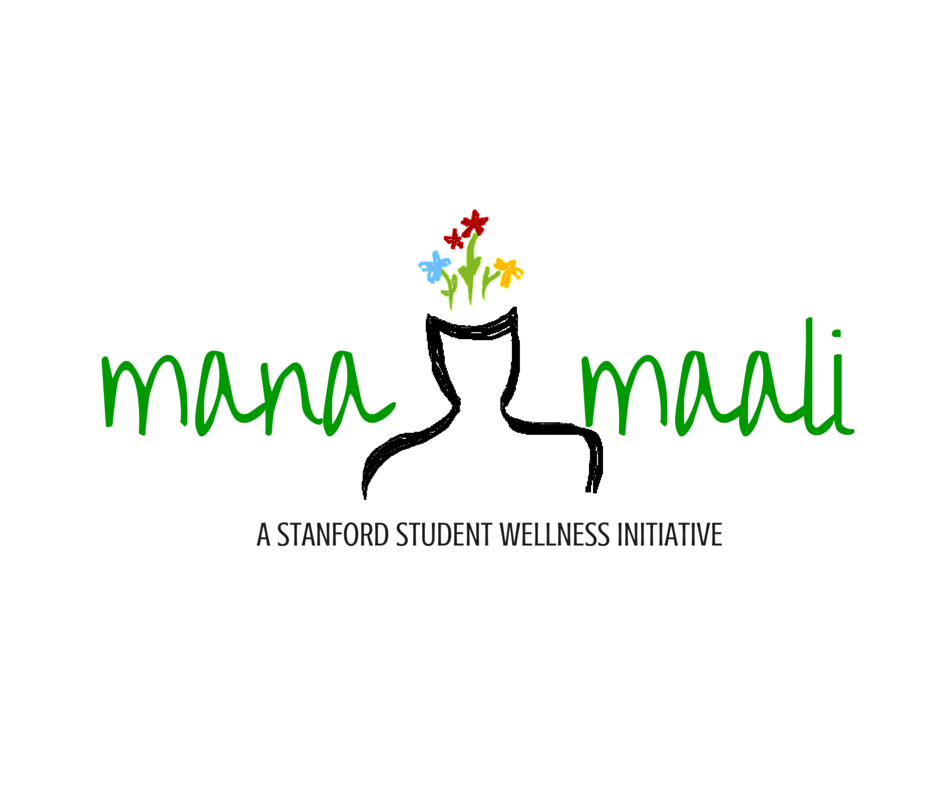 mana maali
A STANFORD STUDENT WELLNESS INITIATIVE